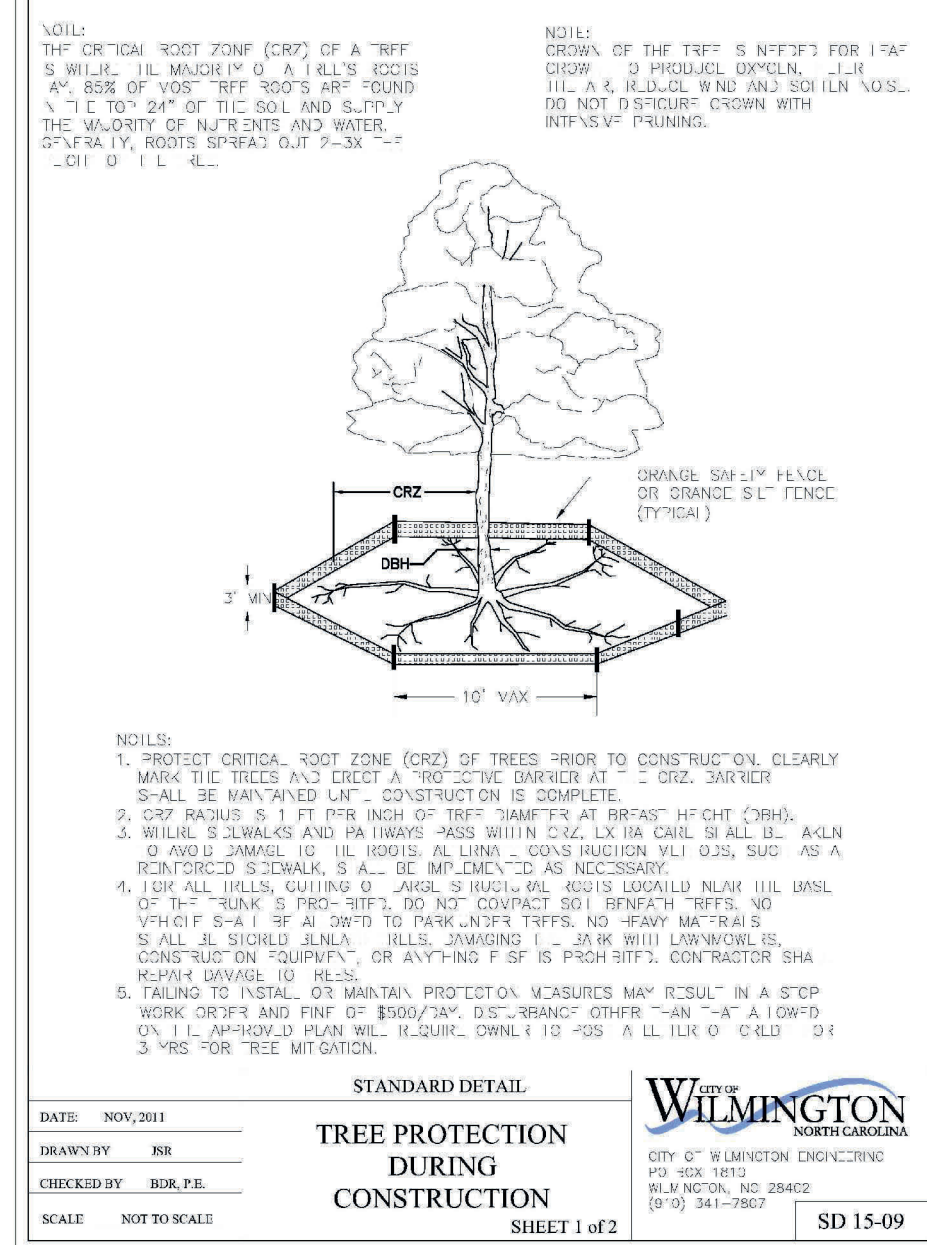 NOTE:
THE CRITICAL ROOT ZONE (CRZ) OF A TREE
IS WHERE THE MAJORITY OF A TREE'S ROOTS
LAY. 85% OF MOST TREE ROOTS ARE FOUND
IN THE TOP 24" OF THE SOIL AND SUPPLY
THE MAJORITY OF NUTRIENTS AND WATER.
GENERALLY, ROOTS SPREAD OUT 2-3X THE
HEIGHT OF THE TREE.
NOTE:
CROWN OF THE TREE IS NEEDED FOR LEAF
GROWTH TO PRODUCE OXYGEN, FILTER
THE AIR, REDUCE WIND AND SOFTEN NOISE.
DO NOT DISFIGURE CROWN WITH
INTENSIVE PRUNING.
CRZ
ORANGE SAFETY FENCE
OR ORANGE SILT FENCE
(TYPICAL)
DBH
3' MIN
10' MAX
NOTES:
1. PROTECT CRITICAL ROOT ZONE (CRZ) OF TREES PRIOR TO CONSTRUCTION. CLEARLY
MARK THE TREES AND ERECT A PROTECTIVE BARRIER AT THE CRZ. BARRIER
SHALL BE MAINTAINED UNTIL CONSTRUCTION IS COMPLETE.
2. CRZ RADIUS IS 1 FT PER INCH OF TREE DIAMETER AT BREAST HEIGHT (DBH).
3. WHERE SIDEWALKS AND PATHWAYS PASS WITHIN CRZ, EXTRA CARE SHALL BE TAKEN
TO AVOID DAMAGE TO THE ROOTS. ALTERNATE CONSTRUCTION METHODS, SUCH AS A
REINFORCED SIDEWALK, SHALL BE IMPLEMENTED AS NECESSARY.
4. FOR ALL TREES, CUTTING OF LARGE STRUCTURAL ROOTS LOCATED NEAR THE BASE
OF THE TRUNK IS PROHIBITED. DO NOT COMPACT SOIL BENEATH TREES. NO
VEHICLE SHALL BE ALLOWED TO PARK UNDER TREES. NO HEAVY MATERIALS
SHALL BE STORED BENEATH TREES. DAMAGING THE BARK WITH LAWNMOWERS,
CONSTRUCTION EQUIPMENT, OR ANYTHING ELSE IS PROHIBITED. CONTRACTOR SHALL
REPAIR DAMAGE TO TREES.
5. FAILING TO INSTALL OR MAINTAIN PROTECTION MEASURES MAY RESULT IN A STOP
WORK ORDER AND FINE OF $500/DAY. DISTURBANCE OTHER THAN THAT ALLOWED
ON THE APPROVED PLAN WILL REQUIRE OWNER TO POST A LETTER OF CREDIT FOR
3 YRS FOR TREE MITIGATION.
STANDARD DETAIL
DATE: NOV, 2011
DRAWN BY JSR
CHECKED BY BDR, P.E.
SCALE NOT TO SCALE
TREE PROTECTION
DURING
CONSTRUCTION
SHEET 1 of 2
CITY OF
WILMINGTON
NORTH CAROLINA
CITY OF WILMINGTON ENGINEERING
PO BOX 1810
WILMINGTON, NC 28402
(910) 341-7807
SD 15-09